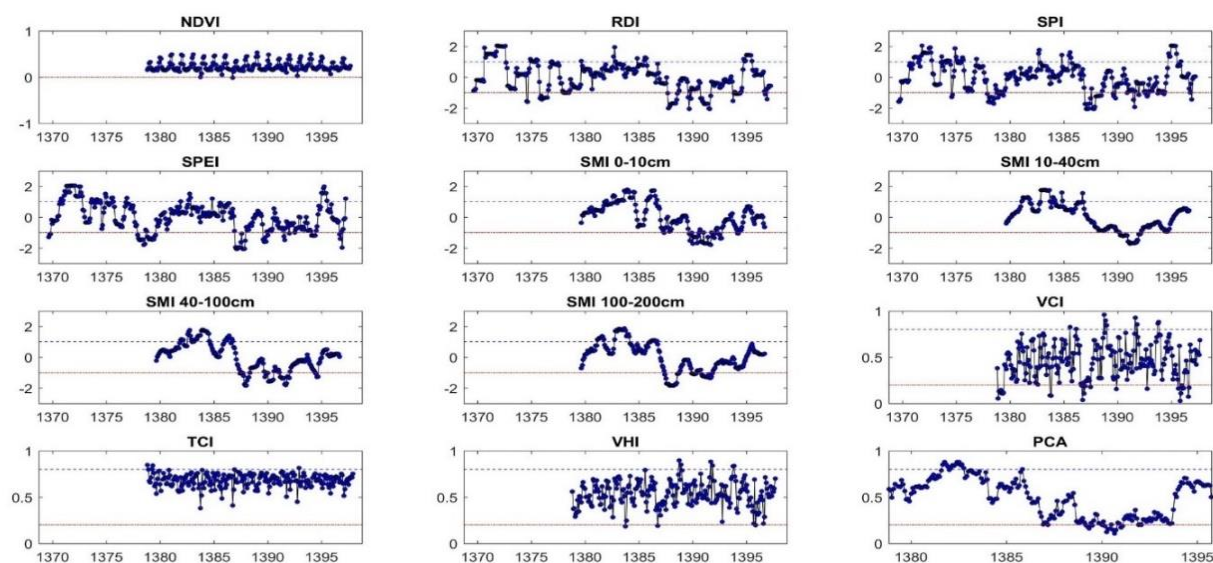 NDVI RDI SPI
1 2 2
0 0 0
-1 -2 -2
1370 1375 1380 1385 1390 1395 1370 1375 1380 1385 1390 1395 1370 1375 1380 1385 1390 1395
SPEI SMI 0-10cm SMI 10-40cm
2 2 2
0 0 0
-2 -2 -2
1370 1375 1380 1385 1390 1395 1370 1375 1380 1385 1390 1395 1370 1375 1380 1385 1390 1395
SMI 40-100cm SMI 100-200cm VCI
2 2 1
0 0 0.5
-2 -2 0
1370 1375 1380 1385 1390 1395 1370 1375 1380 1385 1390 1395 1370 1375 1380 1385 1390 1395
TCI VHI PCA
1 1 1
0.5 0.5 0.5
0 0 0
1370 1375 1380 1385 1390 1395 1370 1375 1380 1385 1390 1395 1380 1385 1390 1395